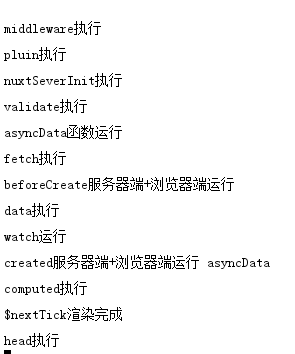 middleware执行
pluin执行
nuxtSeverInit执行
validate执行
asyncData函数运行
fetch执行
beforeCreate服务器端+浏览器端运行
data执行
watch运行
created服务器端+浏览器端运行 asyncData
computed执行
$nextTick渲染完成
head执行